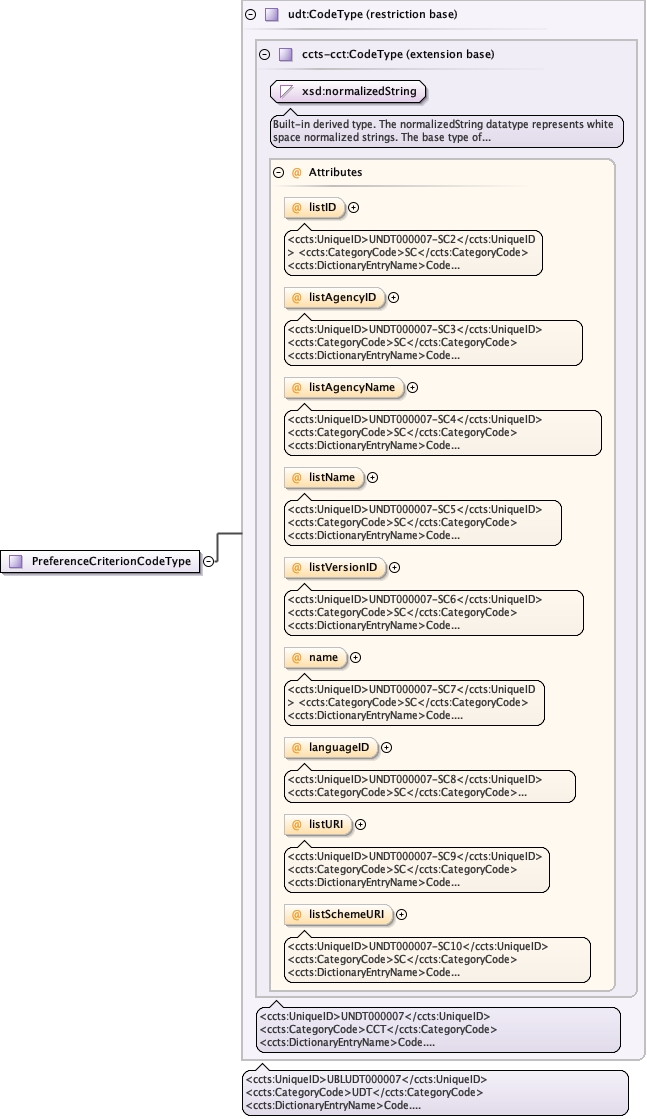 udt:CodeType (restriction base)
ccts-cct:CodeType (extension base)
xsd:normalizedString
Built-in derived type. The normalizedString datatype represents white
space normalized strings. The base type of...
@ Attributes
@ listID
<ccts:UniqueID>UNDT000007-SC2</ccts:UniqueID
> <ccts:CategoryCode>SC</ccts:CategoryCode>
<ccts:DictionaryEntryName>Code...
@ listAgencyID
<ccts:UniqueID>UNDT000007-SC3</ccts:UniqueID>
<ccts:CategoryCode>SC</ccts:CategoryCode>
<ccts:DictionaryEntryName>Code...
@ listAgencyName
<ccts:UniqueID>UNDT000007-SC4</ccts:UniqueID>
<ccts:CategoryCode>SC</ccts:CategoryCode>
<ccts:DictionaryEntryName>Code...
@ listName
<ccts:UniqueID>UNDT000007-SC5</ccts:UniqueID>
<ccts:CategoryCode>SC</ccts:CategoryCode>
<ccts:DictionaryEntryName>Code...
PreferenceCriterionCodeType
@ listVersionID
<ccts:UniqueID>UNDT000007-SC6</ccts:UniqueID>
<ccts:CategoryCode>SC</ccts:CategoryCode>
<ccts:DictionaryEntryName>Code...
@ name
<ccts:UniqueID>UNDT000007-SC7</ccts:UniqueID
> <ccts:CategoryCode>SC</ccts:CategoryCode>
<ccts:DictionaryEntryName>Code....
@ languageID
<ccts:UniqueID>UNDT000007-SC8</ccts:UniqueID>
<ccts:CategoryCode>SC</ccts:CategoryCode>...
@ listURI
<ccts:UniqueID>UNDT000007-SC9</ccts:UniqueID>
<ccts:CategoryCode>SC</ccts:CategoryCode>
<ccts:DictionaryEntryName>Code...
@ listSchemeURI
<ccts:UniqueID>UNDT000007-SC10</ccts:UniqueID>
<ccts:CategoryCode>SC</ccts:CategoryCode>
<ccts:DictionaryEntryName>Code...
<ccts:UniqueID>UNDT000007</ccts:UniqueID>
<ccts:CategoryCode>CCT</ccts:CategoryCode>
<ccts:DictionaryEntryName>Code....
<ccts:UniqueID>UBLUDT000007</ccts:UniqueID>
<ccts:CategoryCode>UDT</ccts:CategoryCode>
<ccts:DictionaryEntryName>Code....